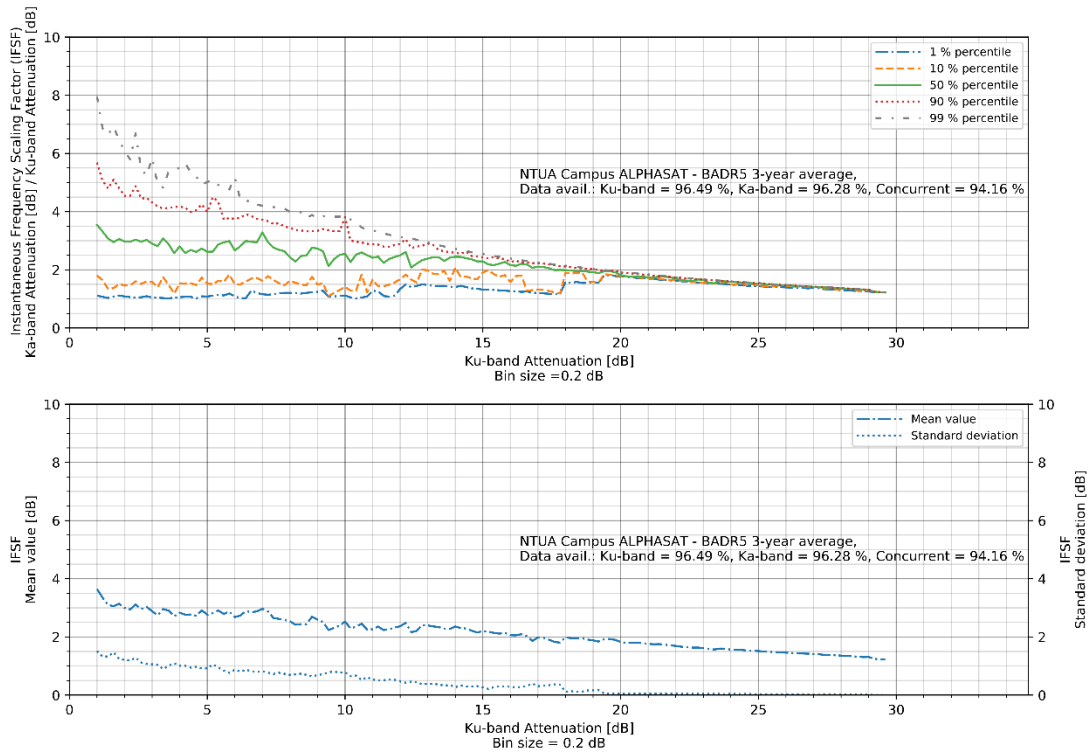 Instantaneous Frequency Scaling Factor (IFSF)
Ka-band Attenuation [dB] / Ku-band Attenuation [dB]
10
8
6
4
2
0
1 % percentile
10 % percentile
50 % percentile
90 % percentile
99 % percentile
NTUA Campus ALPHASAT - BADR5 3-year average,
Data avail.: Ku-band = 96.49 %, Ka-band = 96.28 %, Concurrent = 94.16 %
0 5 10 15 20 25 30
Ku-band Attenuation [dB]
Bin size =0.2 dB
IFSF
Mean value [dB]
10
8
6
4
2
0
Mean value
Standard deviation
NTUA Campus ALPHASAT - BADR5 3-year average,
Data avail.: Ku-band = 96.49 %, Ka-band = 96.28 %, Concurrent = 94.16 %
10
8
6
4
2
0
IFSF
Standard deviation [dB]
0 5 10 15 20 25 30
Ku-band Attenuation [dB]
Bin size = 0.2 dB